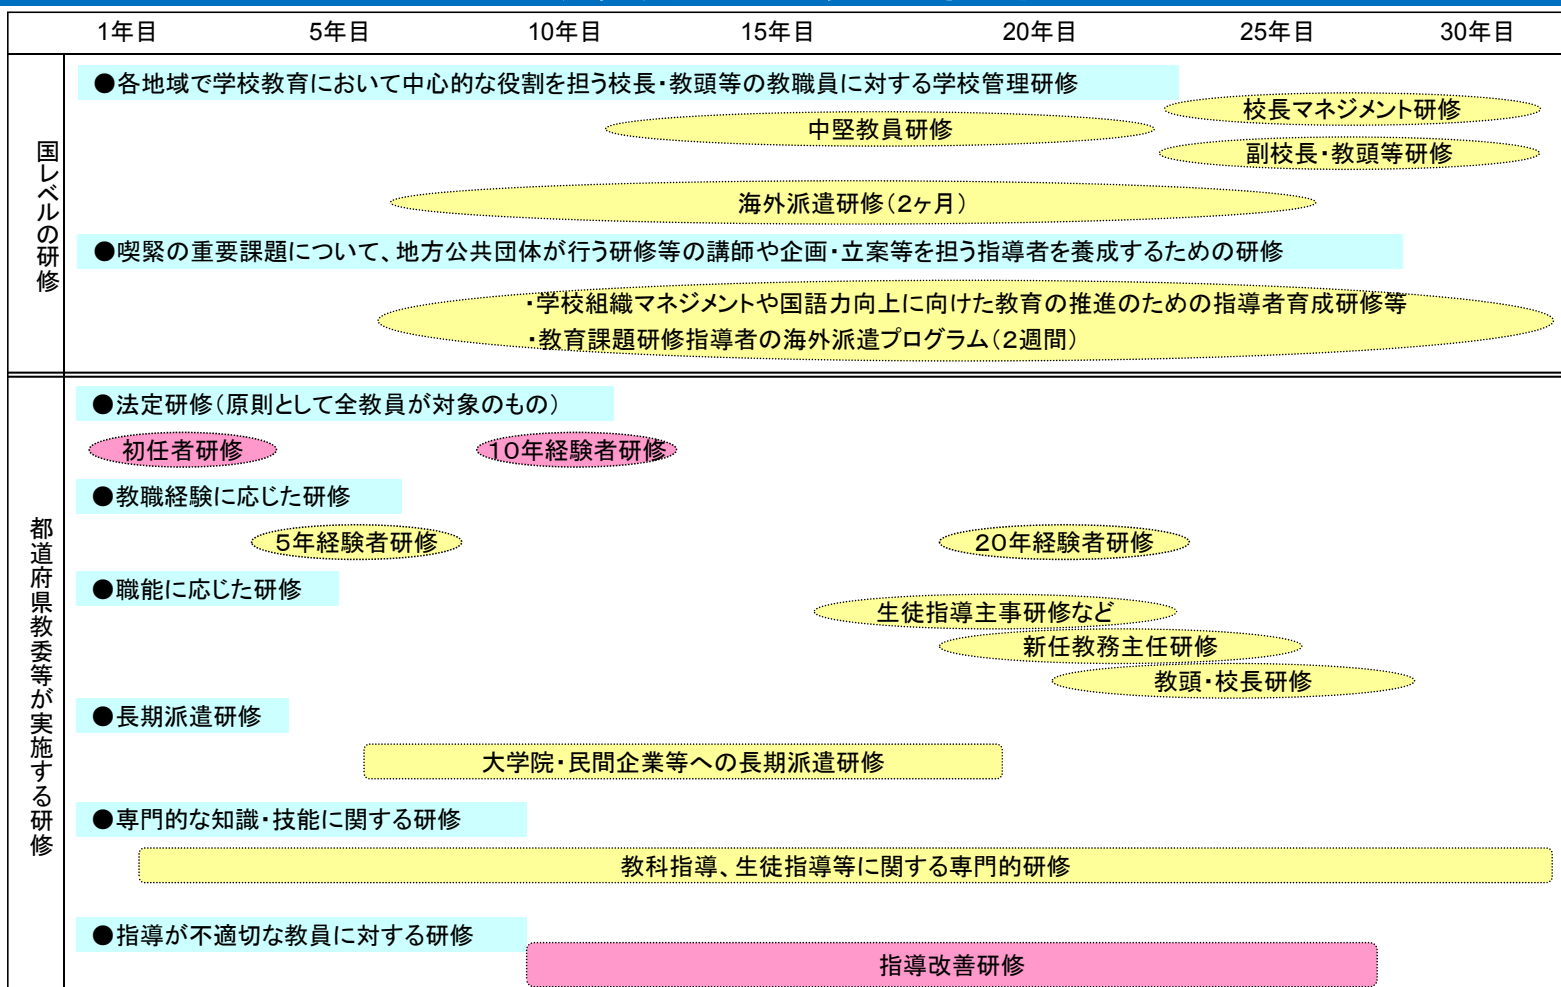 1年目 5年目 10年目 15年目 20年目 25年目 30年目
国レベルの研修
●各地域で学校教育において中心的な役割を担う校長・教頭等の教職員に対する学校管理研修
校長マネジメント研修
中堅教員研修
副校長・教頭等研修
海外派遣研修(2ヶ月)
●喫緊の重要課題について、地方公共団体が行う研修等の講師や企画・立案等を担う指導者を養成するための研修
・学校組織マネジメントや国語力向上に向けた教育の推進のための指導者育成研修等
・教育課題研修指導者の海外派遣プログラム(2週間)
都道府県教委等が実施する研修
●法定研修(原則として全教員が対象のもの)
初任者研修 10年経験者研修
●教職経験に応じた研修
5年経験者研修 20年経験者研修
●職能に応じた研修
生徒指導主事研修など
新任教務主任研修
教頭・校長研修
●長期派遣研修
大学院・民間企業等への長期派遣研修
●専門的な知識・技能に関する研修
教科指導、生徒指導等に関する専門的研修
●指導が不適切な教員に対する研修
指導改善研修